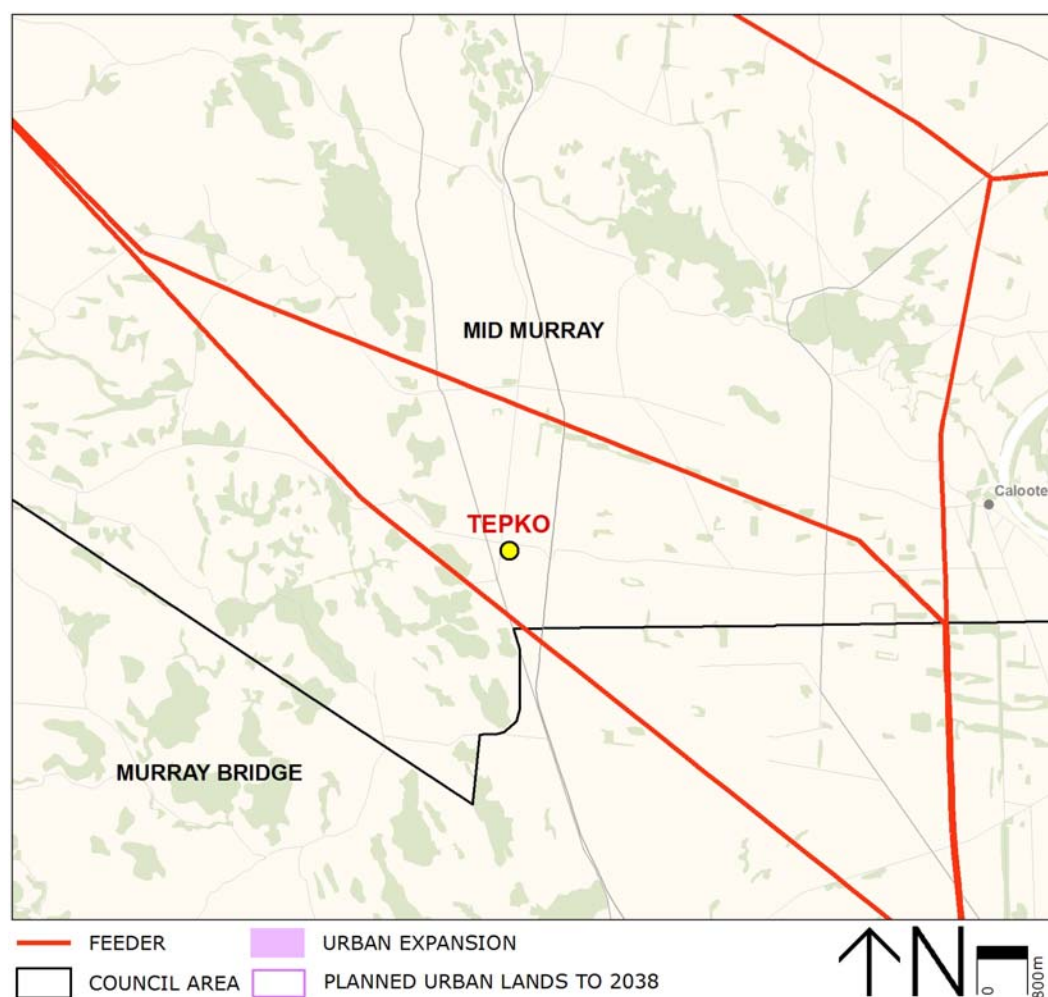 MID MURRAY
Caloote
TEPKO
MURRAY BRIDGE
FEEDER
URBAN EXPANSION
COUNCIL AREA
PLANNED URBAN LANDS TO 2038
N
0
800m